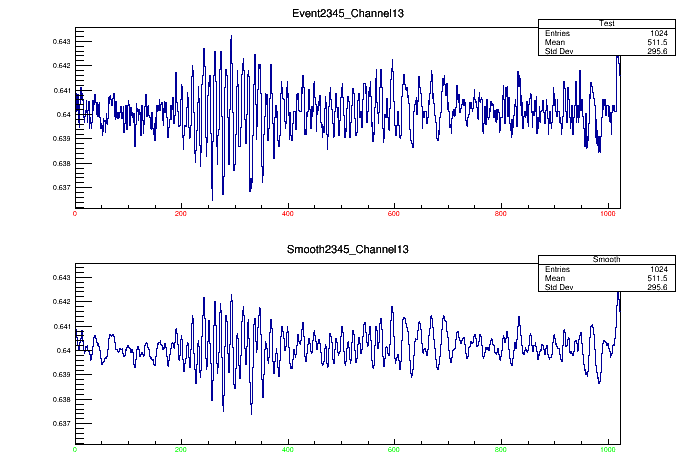 Event2345_Channel13
Test
Entries 1024
Mean 511.5
Std Dev 295.6
0.643
0.642
0.641
0.64
0.639
0.638
0.637
0 200 400 600 800 1000
Smooth2345_Channel13
Smooth
Entries 1024
Mean 511.5
Std Dev 295.6
0.643
0.642
0.641
0.64
0.639
0.638
0.637
0 200 400 600 800 1000